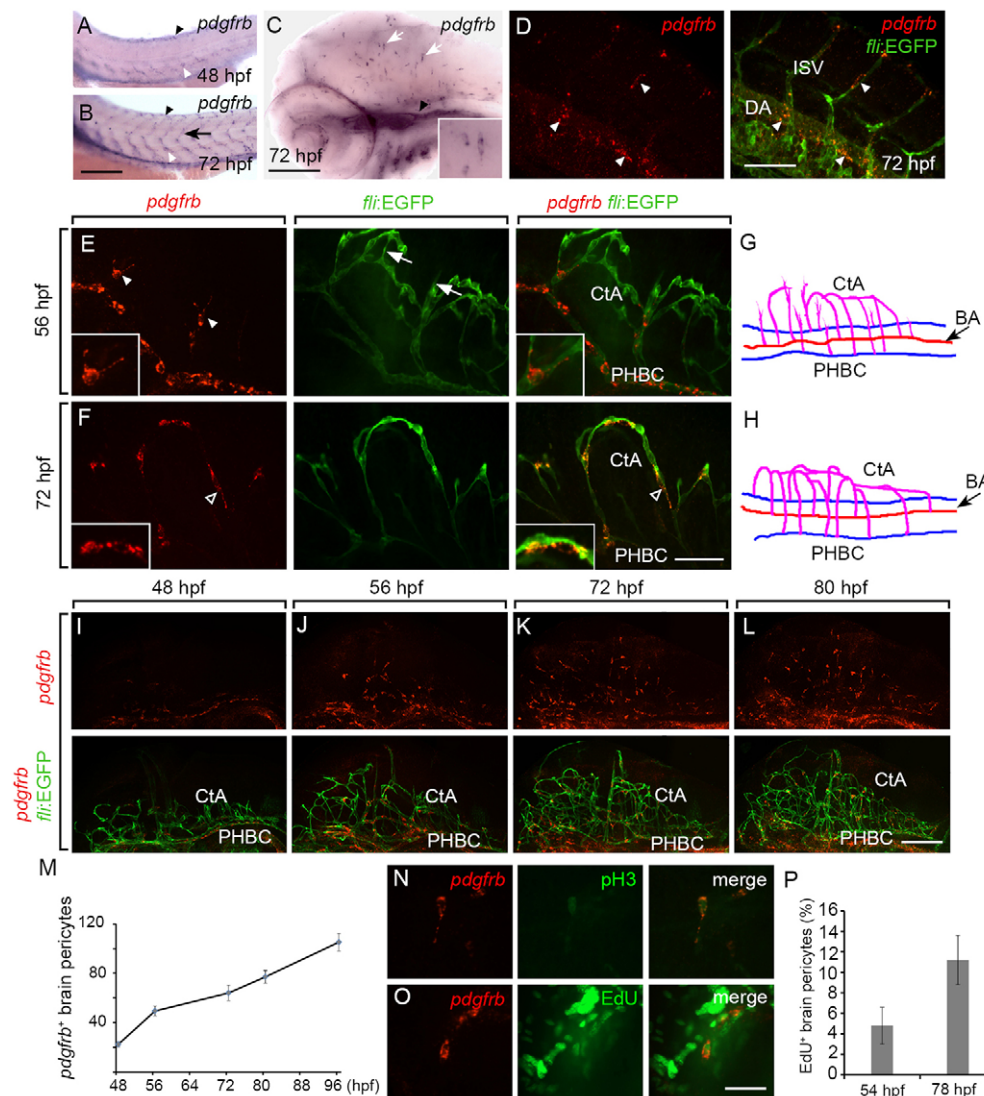 A pdgfrb
48 hpf
B pdgfrb
72 hpf
C pdgfrb
72 hpf
D pdgfrb
pdgfrb
fli:EGFP
ISV
DA
72 hpf
pdgfrb fli:EGFP pdgfrb fli:EGFP
56 hpf
E
CtA
PHBC
G
CtA
BA
PHBC
72 hpf
F
CtA
PHBC
H
CtA
BA
PHBC
48 hpf 56 hpf 72 hpf 80 hpf
pdgfrb
I J K L
pdgfrb
fli:EGFP
CtA CtA CtA CtA
PHBC PHBC PHBC PHBC
M
pdgfrb+ brain pericytes
120
80
40
48 56 64 72 80 88 96 (hpf)
N pdgfrb pH3 merge
O pdgfrb EdU merge
P
EdU+ brain pericytes (%)
16
14
12
10
8
6
4
2
0
54 hpf 78 hpf